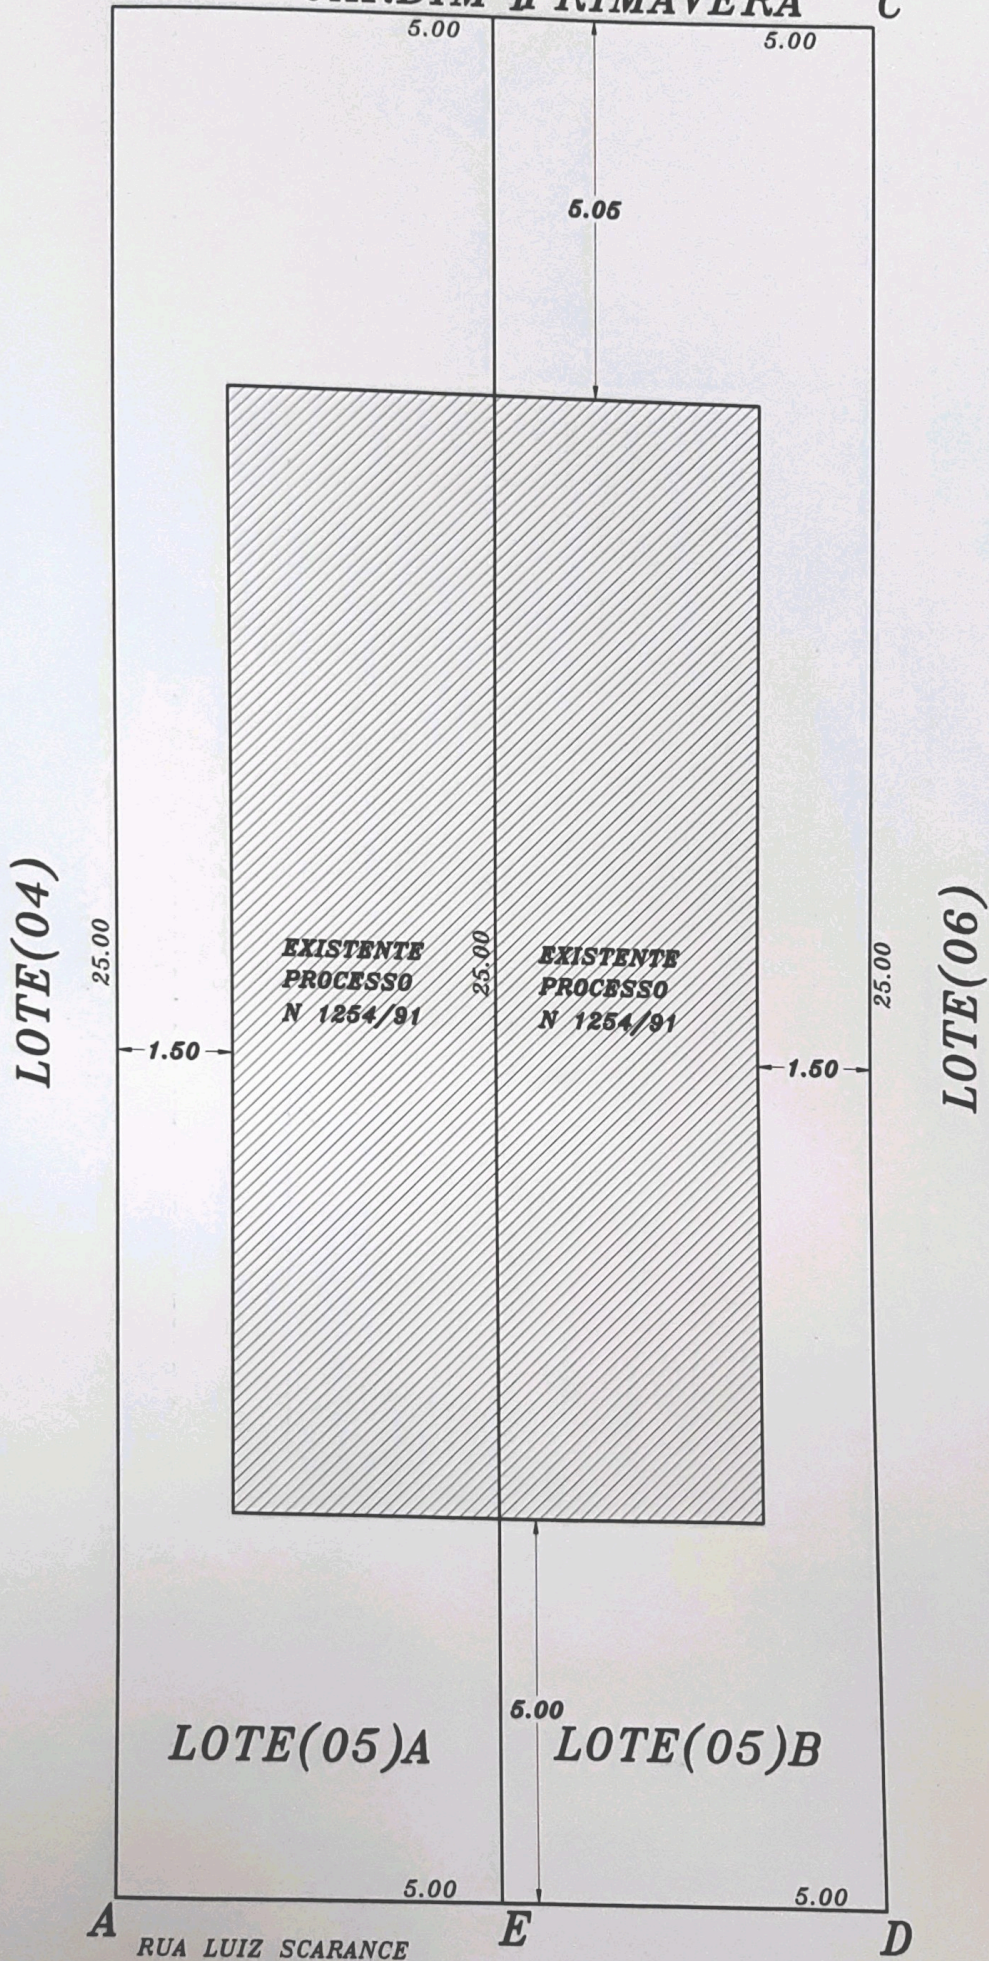 C
5.00
5.00
5.05
LOTE(04)
25.00
EXISTENTE
PROCESSO
N 1254/91
25.00
EXISTENTE
PROCESSO
N 1254/91
25.00
LOTE(06)
1.50
1.50
5.00
LOTE(05)A
LOTE(05)B
5.00
5.00
A
E
D
RUA LUIZ SCARANCE